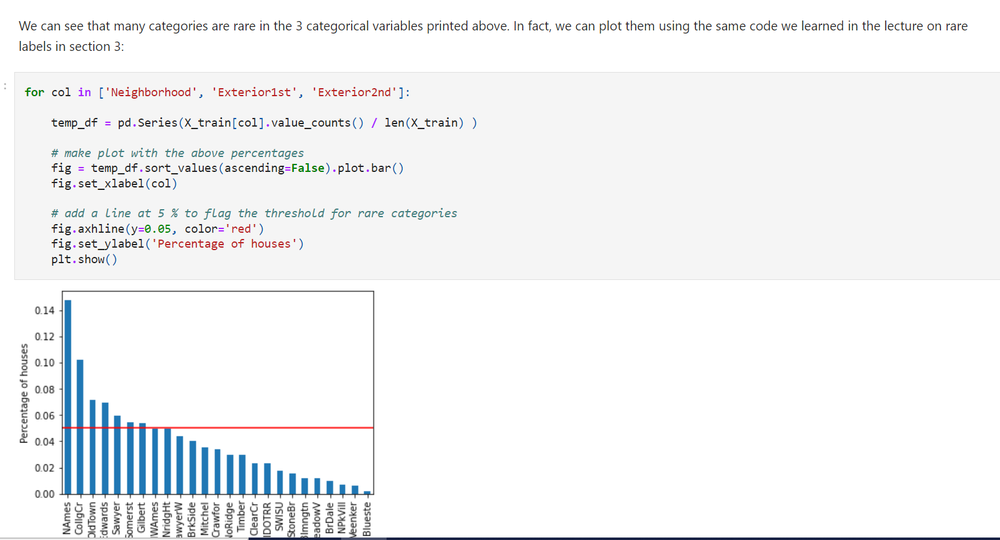 We can see that many categories are rare in the 3 categorical variables printed above. In fact, we can plot them using the same code we learned in the lecture on rare
labels in section 3:
:
for col in ['Neighborhood', 'Exterior1st', 'Exterior2nd']:
temp_df = pd.Series(X_train[col].value_counts() / len(X_train) )
# make plot with the above percentages
fig = temp_df.sort_values(ascending=False).plot.bar()
fig.set_xlabel(col)
# add a line at 5 % to flag the threshold for rare categories
fig.axhline(y=0.05, color='red')
fig.set_ylabel('Percentage of houses')
plt.show()
Percentage of houses
0.14
0.12
0.10
0.08
0.06
0.04
0.02
0.00
NAmes
CollgCr
OldTown
Edwards
Sawyer
Somerst
Gilbert
NWAmes
NridgHt
SawyerW
BrkSide
Mitchel
Crawfor
NoRidge
Timber
ClearCr
IDOTRR
SWISU
StoneBr
Blmngtn
MeadowV
BrDale
NPkVill
Veenker
Blueste